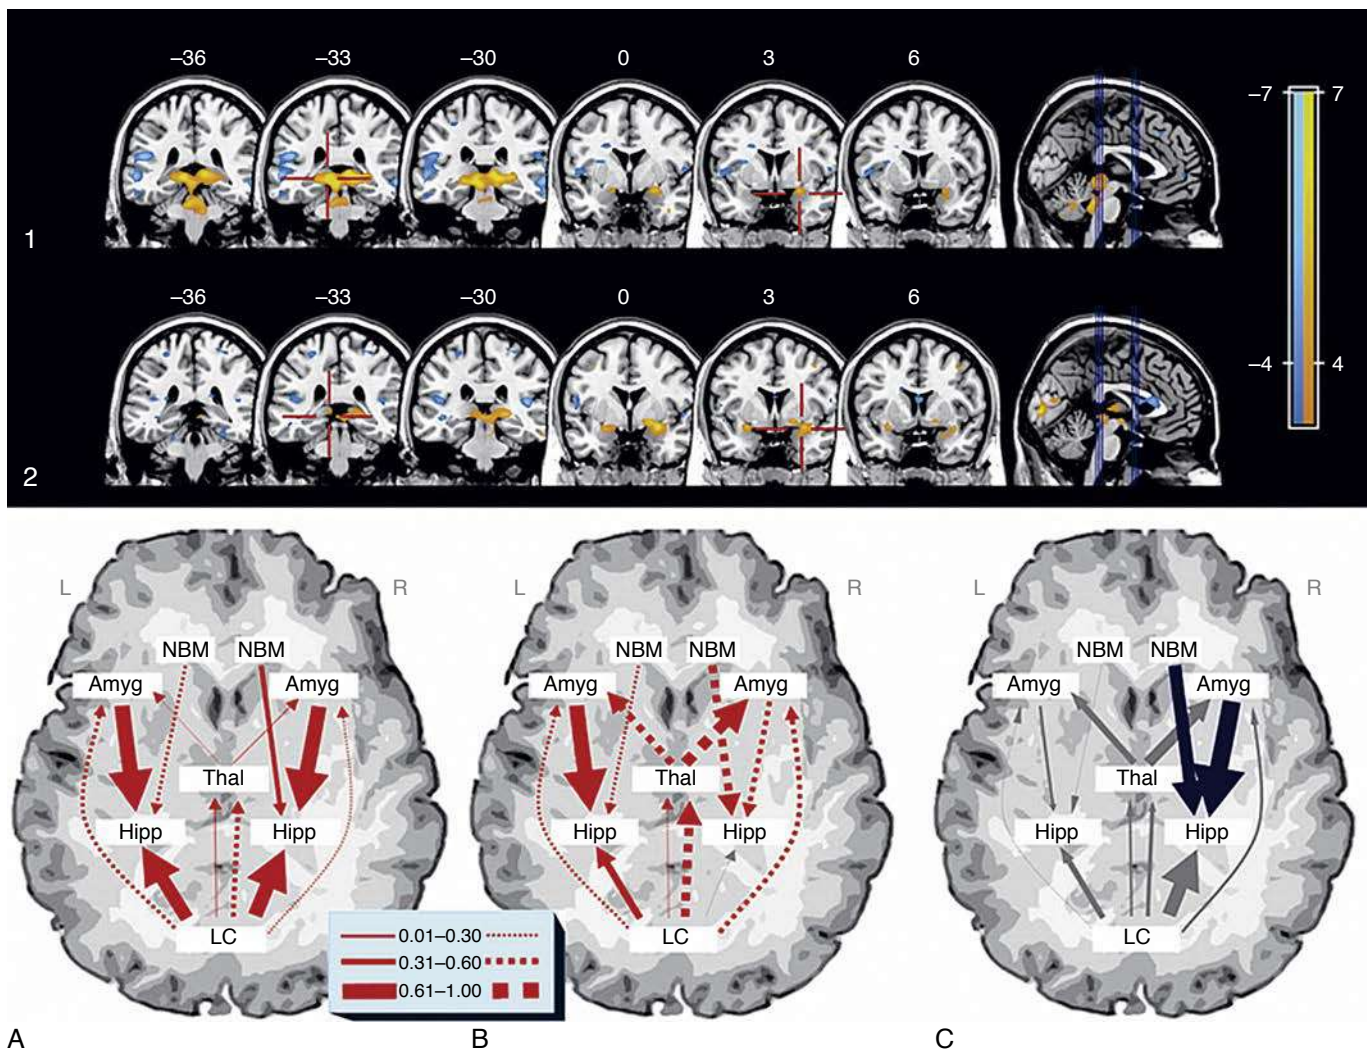 –36 –33 –30 0 3 6
–7 7
1
–36 –33 –30 0 3 6
–4 4
2
L R L R L R
NBM NBM NBM NBM NBM NBM
Amyg Amyg Amyg Amyg Amyg Amyg
Thal Thal Thal
Hipp Hipp Hipp Hipp Hipp Hipp
LC LC LC
0.01–0.30
0.31–0.60
0.61–1.00
A B C